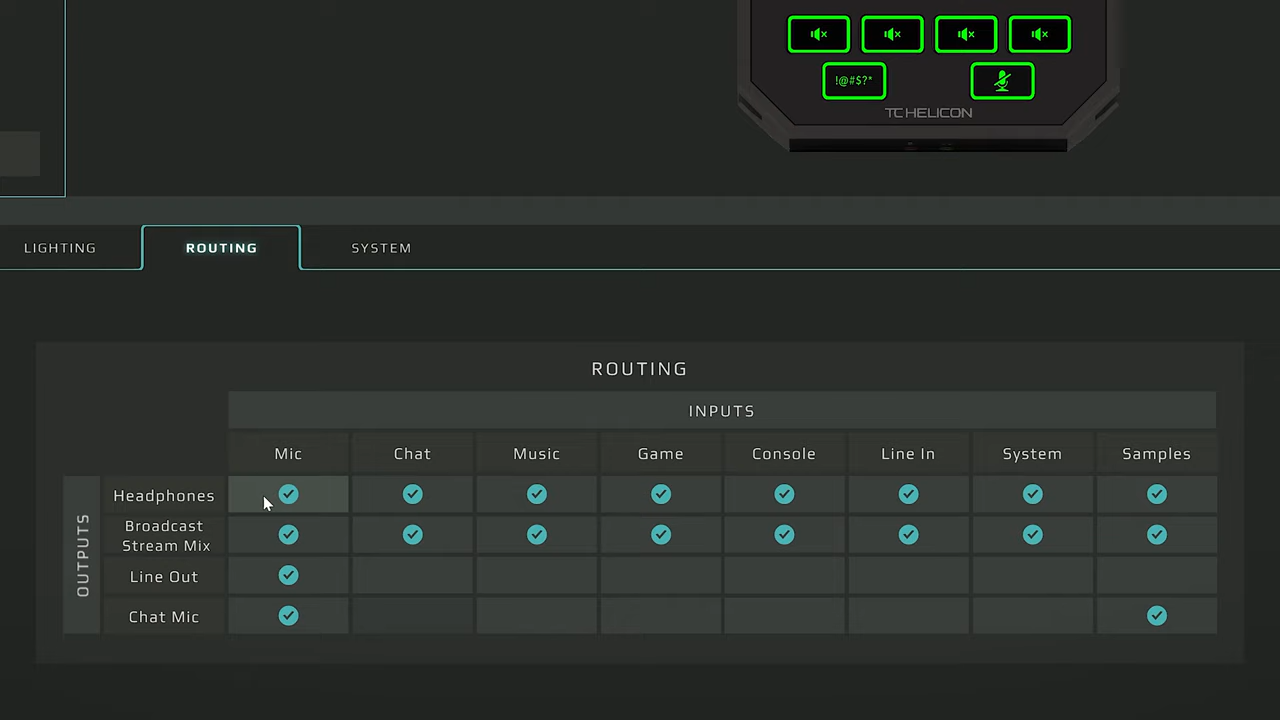 !@#$?*
TC HELICON
LIGHTING
ROUTING
SYSTEM
ROUTING
INPUTS
Mic Chat Music Game Console Line In System Samples
OUTPUTS
Headphones
Broadcast
Stream Mix
Line Out
Chat Mic